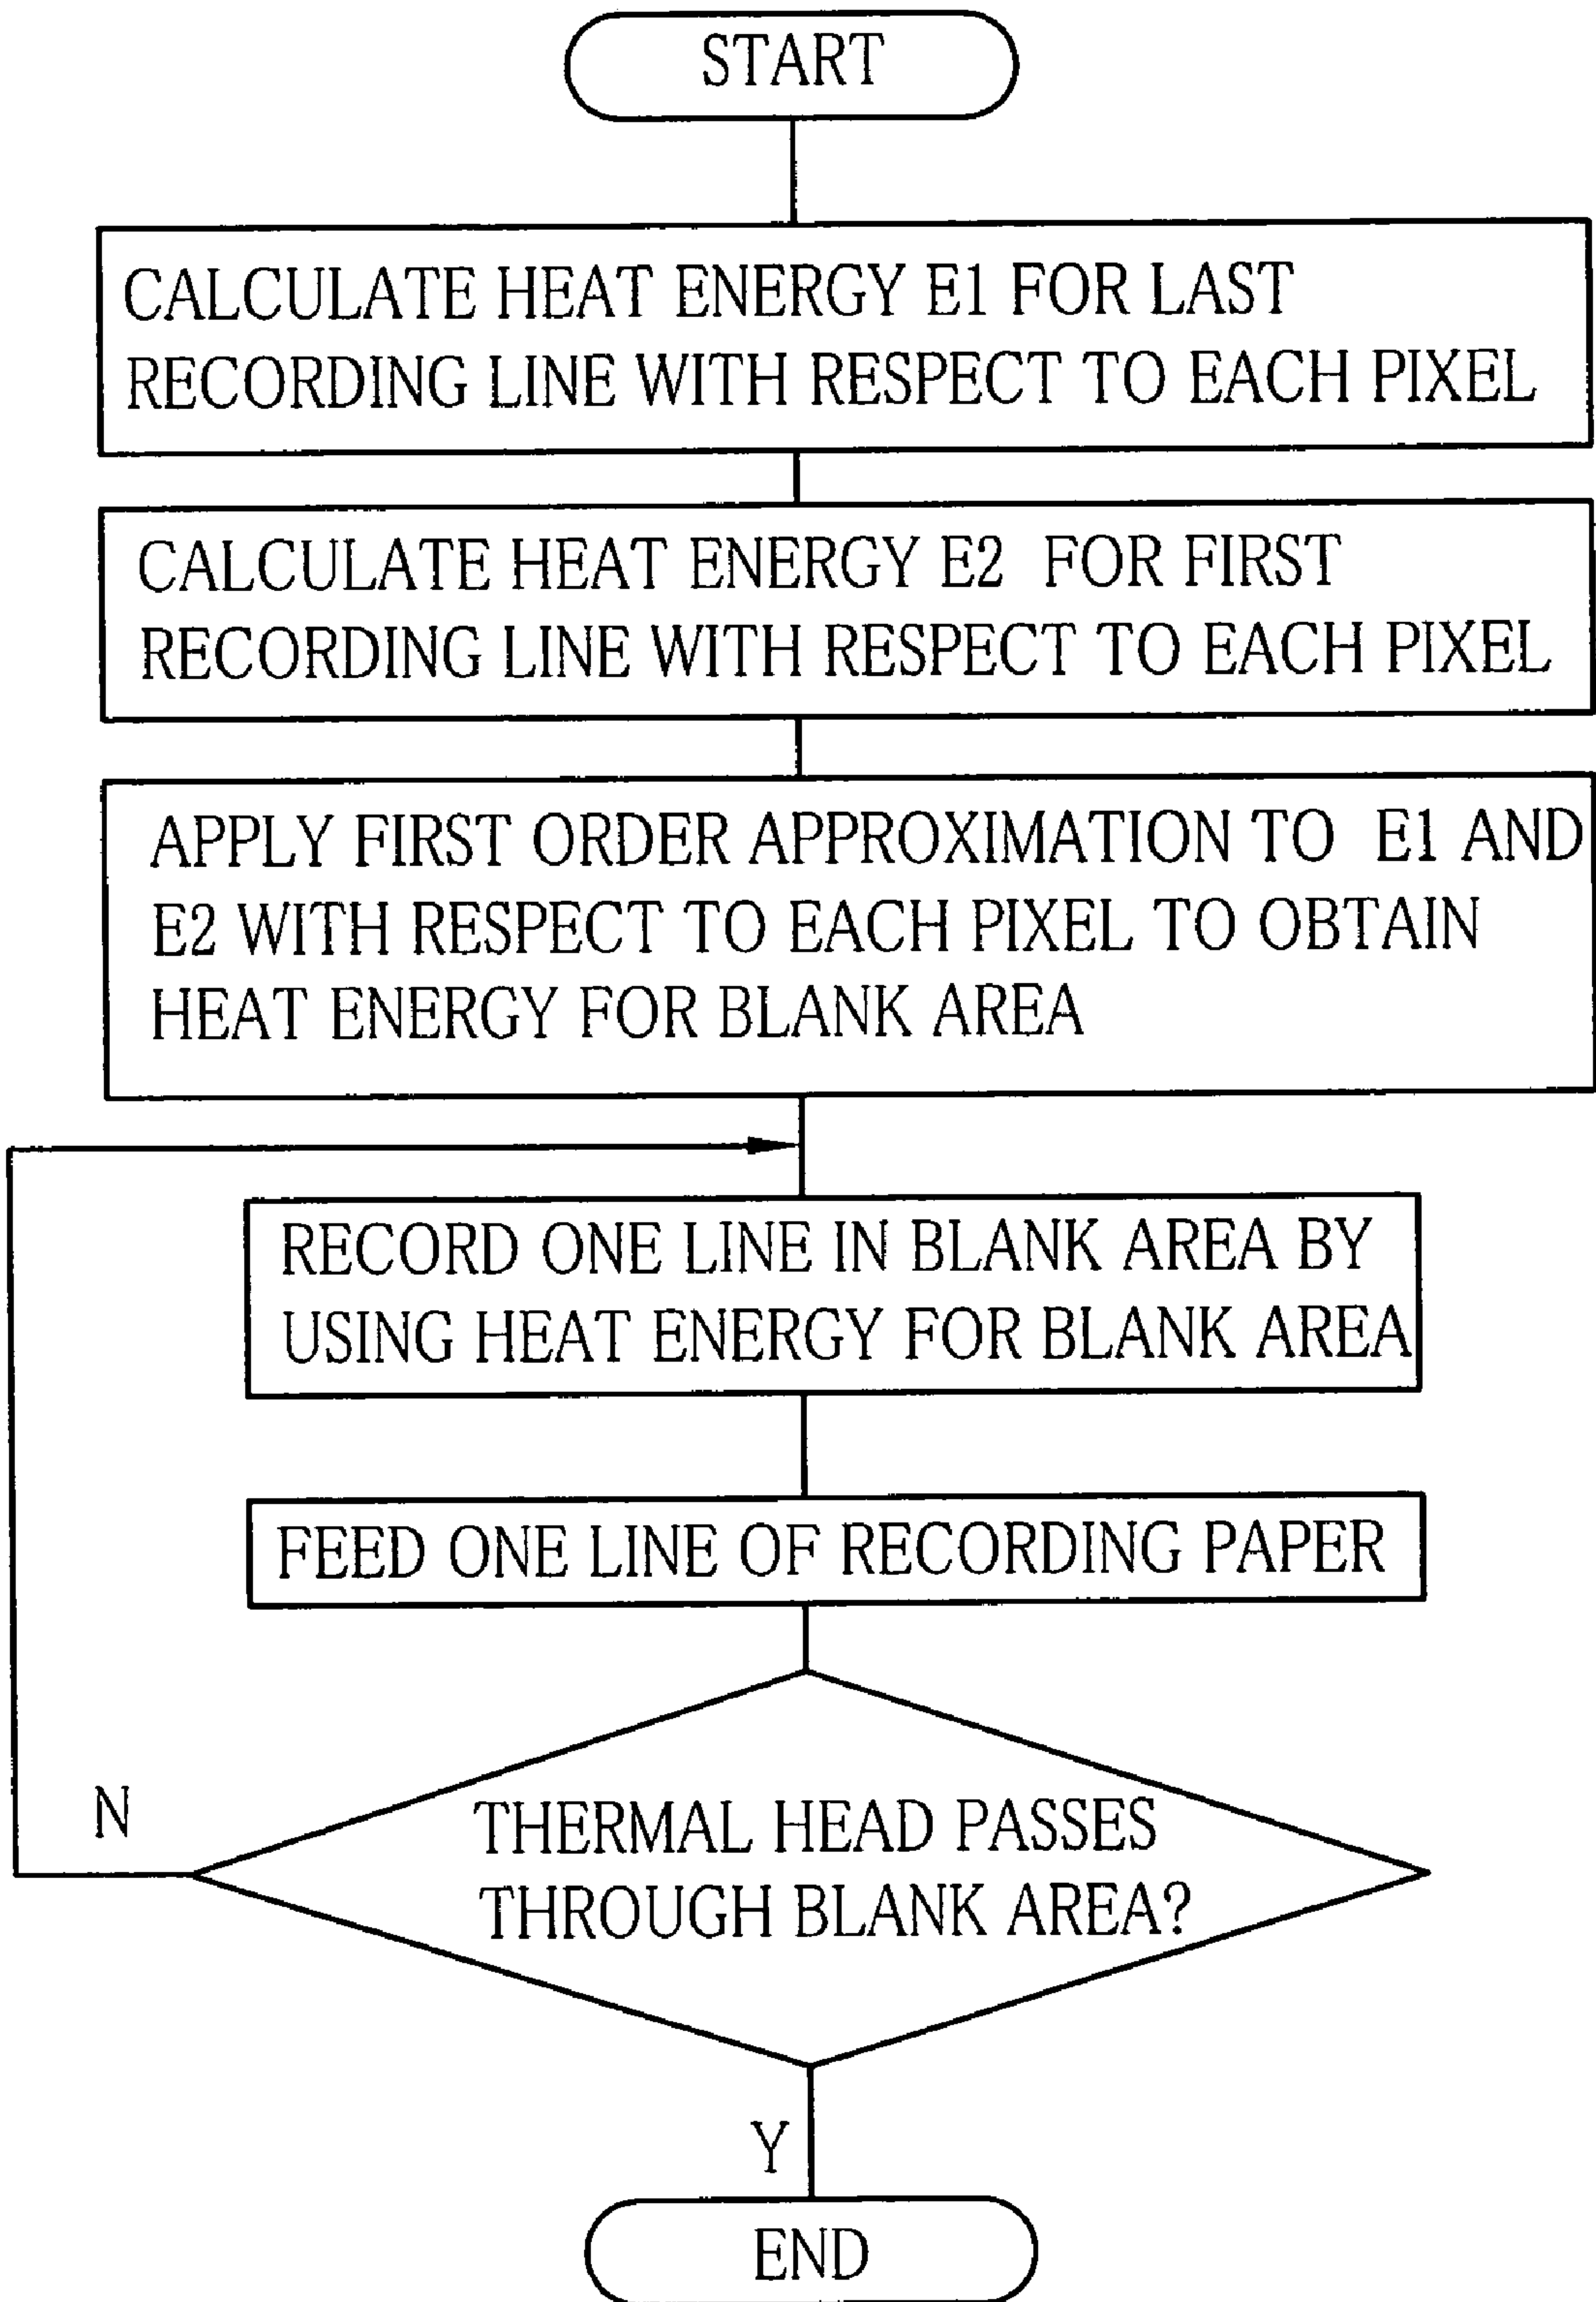 START
CALCULATE HEAT ENERGY E1 FOR LAST
RECORDING LINE WITH RESPECT TO EACH PIXEL
CALCULATE HEAT ENERGY E2 FOR FIRST
RECORDING LINE WITH RESPECT TO EACH PIXEL
APPLY FIRST ORDER APPROXIMATION TO E1 AND
E2 WITH RESPECT TO EACH PIXEL TO OBTAIN
HEAT ENERGY FOR BLANK AREA
RECORD ONE LINE IN BLANK AREA BY
USING HEAT ENERGY FOR BLANK AREA
FEED ONE LINE OF RECORDING PAPER
N
THERMAL HEAD PASSES
THROUGH BLANK AREA?
Y
END